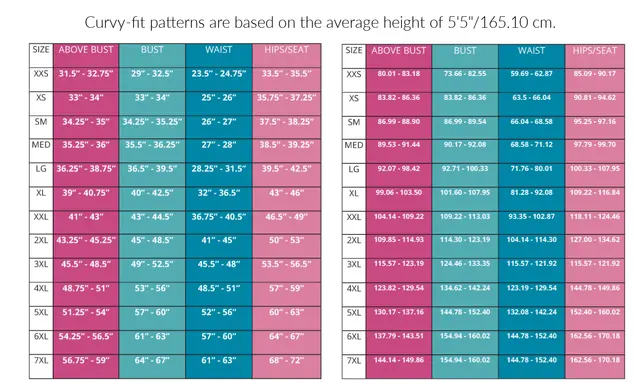 Curvy-fit patterns are based on the average height of 5'5"/165.10 cm.
SIZE ABOVE BUST BUST WAIST HIPS/SEAT
XXS 31.5" - 32.75" 29" - 32.5" 23.5" - 24.75" 33.5" - 35.5"
XS 33" - 34" 33" - 34" 25" - 26" 35.75" - 37.25"
SM 34.25" - 35" 34.25" - 35.25" 26" - 27" 37.5" - 38.25"
MED 35.25" - 36" 35.5" - 36.25" 27" - 28" 38.5" - 39.25"
LG 36.25" - 38.75" 36.5" - 39.5" 28.25" - 31.5" 39.5" - 42.5"
XL 39" - 40.75" 40" - 42.5" 32" - 36.5" 43" - 46"
XXL 41" - 43" 43" - 44.5" 36.75" - 40.5" 46.5" - 49"
2XL 43.25" - 45.25" 45" - 48.5" 41" - 45" 50" - 53"
3XL 45.5" - 48.5" 49" - 52.5" 45.5" - 48" 53.5" - 56.5"
4XL 48.75" - 51" 53" - 56" 48.5" - 51" 57" - 59"
5XL 51.25" - 54" 57" - 60" 52" - 56" 60" - 63"
6XL 54.25" - 56.5" 61" - 63" 57" - 60" 64" - 67"
7XL 56.75" - 59" 64" - 67" 61" - 63" 68" - 72"
SIZE ABOVE BUST BUST WAIST HIPS/SEAT
XXS 80.01 - 83.18 73.66 - 82.55 59.69 - 62.87 85.09 - 90.17
XS 83.82 - 86.36 83.82 - 86.36 63.5 - 66.04 90.81 - 94.62
SM 86.99 - 88.90 86.99 - 89.54 66.04 - 68.58 95.25 - 97.16
MED 89.53 - 91.44 90.17 - 92.08 68.58 - 71.12 97.79 - 99.70
LG 92.07 - 98.42 92.71 - 100.33 71.76 - 80.01 100.33 - 107.95
XL 99.06 - 103.50 101.60 - 107.95 81.28 - 92.08 109.22 - 116.84
XXL 104.14 - 109.22 109.22 - 113.03 93.35 - 102.87 118.11 - 124.46
2XL 109.85 - 114.93 114.30 - 123.19 104.14 - 114.30 127.00 - 134.62
3XL 115.57 - 123.19 124.46 - 133.35 115.57 - 121.92 115.57 - 121.92
4XL 123.82 - 129.54 134.62 - 142.24 123.19 - 129.54 144.78 - 149.86
5XL 130.17 - 137.16 144.78 - 152.40 132.08 - 142.24 152.40 - 160.02
6XL 137.79 - 143.51 154.94 - 160.02 144.78 - 152.40 162.56 - 170.18
7XL 144.14 - 149.86 154.94 - 160.02 144.78 - 152.40 162.56 - 170.18